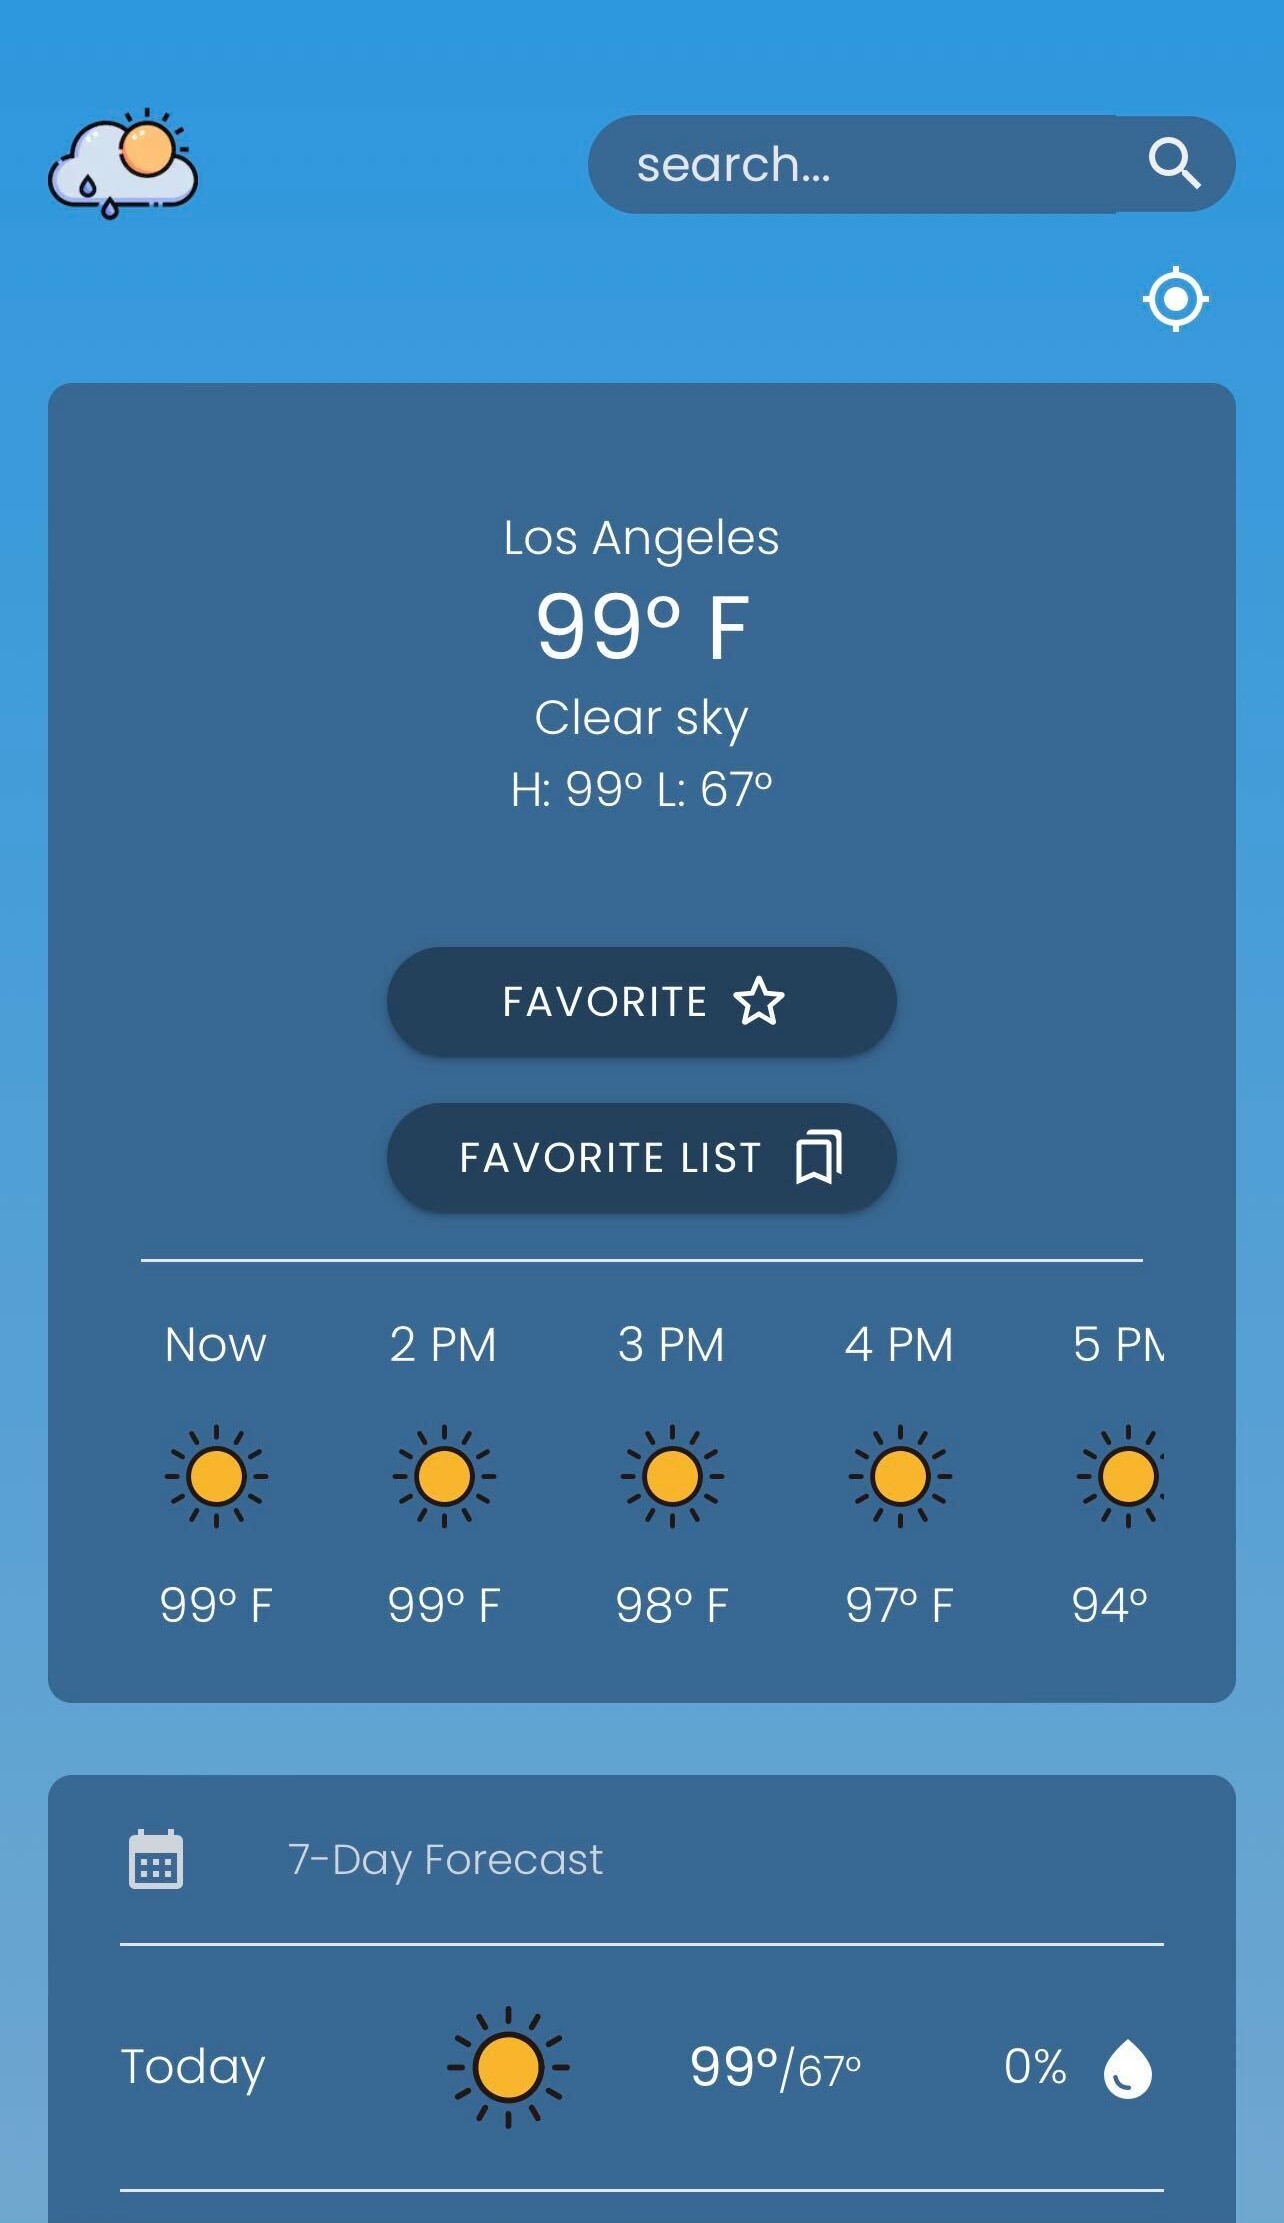 search...
Los Angeles
99° F
Clear sky
H: 99° L: 67°
FAVORITE
FAVORITE LIST
Now 2 PM 3 PM 4 PM 5 PM
99° F 99° F 98° F 97° F 94°
7-Day Forecast
Today 99°/67° 0%